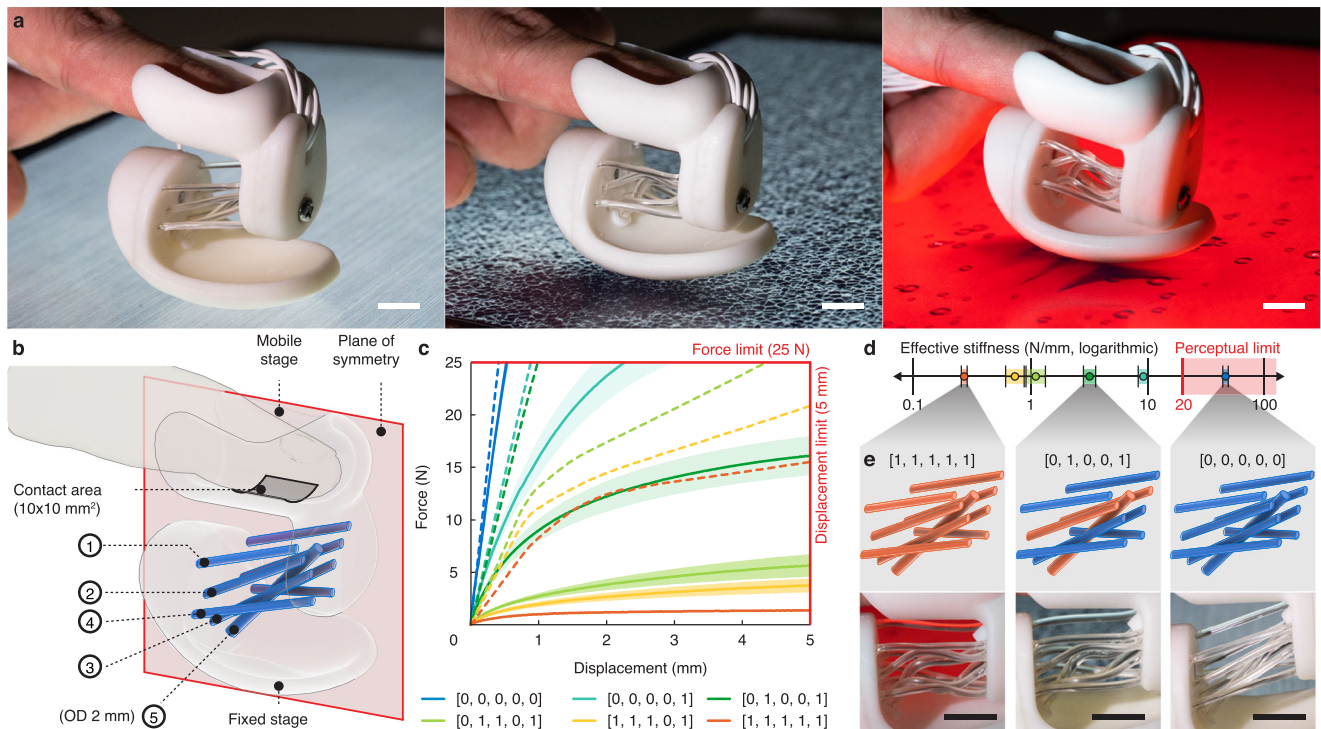 a
b
Mobile
stage
Plane of
symmetry
Contact area
(10x10 mm²)
1
2
4
3
(OD 2 mm) 5
Fixed stage
c
Force limit (25 N)
Displacement limit (5 mm)
Force (N)
25
20
15
10
5
0
1
2
3
4
5
Displacement (mm)
[0, 0, 0, 0, 0]
[0, 0, 0, 0, 1]
[0, 1, 0, 0, 1]
[0, 1, 1, 0, 1]
[1, 1, 1, 0, 1]
[1, 1, 1, 1, 1]
d
Effective stiffness (N/mm, logarithmic)
Perceptual limit
0.1
1
10
20
100
e
[1, 1, 1, 1, 1]
[0, 1, 0, 0, 1]
[0, 0, 0, 0, 0]